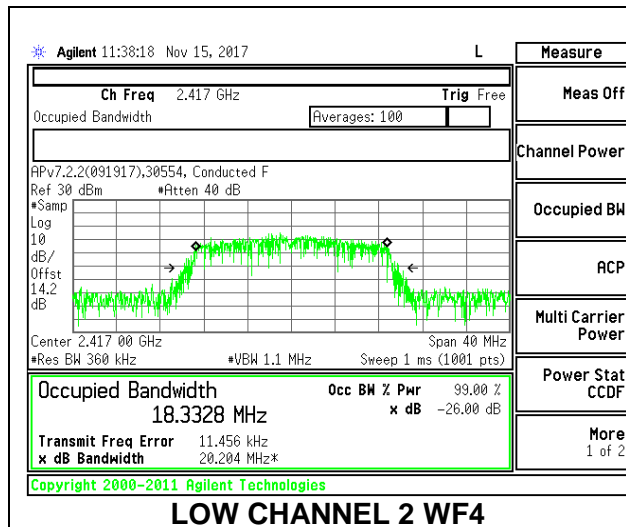 Agilent 11:38:18 Nov 15, 2017 L
Measure
Ch Freq 2.417 GHz Trig Free
Occupied Bandwidth Averages: 100
APv7.2.2(091917),30554, Conducted F
Ref 30 dBm #Atten 40 dB
#Samp
Log
10
dB/
Offst
14.2
dB
Center 2.417 00 GHz Span 40 MHz
#Res BW 360 kHz #VBW 1.1 MHz Sweep 1 ms (1001 pts)
Occupied Bandwidth
18.3328 MHz
Occ BW % Pwr 99.00 %
x dB -26.00 dB
Transmit Freq Error 11.456 kHz
x dB Bandwidth 20.204 MHz*
Copyright 2000-2011 Agilent Technologies
Meas Off
Channel Power
Occupied BW
ACP
Multi Carrier
Power
Power Stat
CCDF
More
1 of 2
LOW CHANNEL 2 WF4